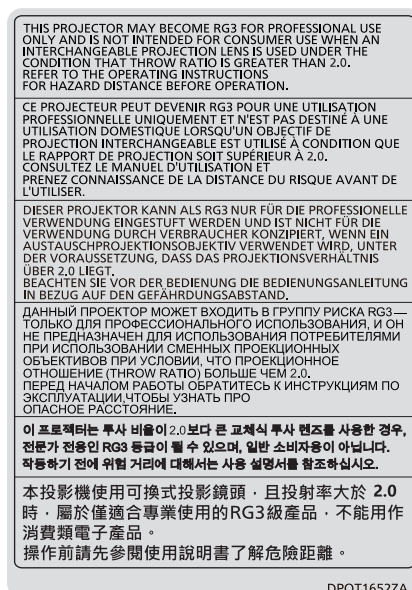 THIS PROJECTOR MAY BECOME RG3 FOR PROFESSIONAL USE
ONLY AND IS NOT INTENDED FOR CONSUMER USE WHEN AN
INTERCHANGEABLE PROJECTION LENS IS USED UNDER THE
CONDITION THAT THROW RATIO IS GREATER THAN 2.0.
REFER TO THE OPERATING INSTRUCTIONS
FOR HAZARD DISTANCE BEFORE OPERATION.
CE PROJECTEUR PEUT DEVENIR RG3 POUR UNE UTILISATION
PROFESSIONNELLE UNIQUEMENT ET N'EST PAS DESTINÉ À UNE
UTILISATION DOMESTIQUE LORSQU'UN OBJECTIF DE
PROJECTION INTERCHANGEABLE EST UTILISÉ À CONDITION QUE
LE RAPPORT DE PROJECTION SOIT SUPÉRIEUR À 2.0.
CONSULTEZ LE MANUEL D'UTILISATION ET
PRENEZ CONNAISSANCE DE LA DISTANCE DU RISQUE AVANT DE
L'UTILISER.
DIESER PROJEKTOR KANN ALS RG3 NUR FÜR DIE PROFESSIONELLE
VERWENDUNG EINGESTUFT WERDEN UND IST NICHT FÜR DIE
VERWENDUNG DURCH VERBRAUCHER KONZIPIERT, WENN EIN
AUSTAUSCHPROJEKTIONSOBJEKTIV VERWENDET WIRD, UNTER
DER VORAUSSETZUNG, DASS DAS PROJEKTIONSVERHÄLTNIS
ÜBER 2.0 LIEGT.
BEACHTEN SIE VOR DER BEDIENUNG DIE BEDIENUNGSANLEITUNG
IN BEZUG AUF DEN GEFÄHRDUNGSABSTAND.
ДАННЫЙ ПРОЕКТОР МОЖЕТ ВХОДИТЬ В ГРУППУ РИСКА RG3—
ТОЛЬКО ДЛЯ ПРОФЕССИОНАЛЬНОГО ИСПОЛЬЗОВАНИЯ, И ОН
НЕ ПРЕДНАЗНАЧЕН ДЛЯ ИСПОЛЬЗОВАНИЯ ПОТРЕБИТЕЛЯМИ
ПРИ ИСПОЛЬЗОВАНИИ СМЕННЫХ ПРОЕКЦИОННЫХ
ОБЪЕКТИВОВ ПРИ УСЛОВИИ, ЧТО ПРОЕКЦИОННОЕ
ОТНОШЕНИЕ (THROW RATIO) БОЛЬШЕ ЧЕМ 2.0.
ПЕРЕД НАЧАЛОМ РАБОТЫ ОБРАТИТЕСЬ К ИНСТРУКЦИЯМ ПО
ЭКСПЛУАТАЦИИ,ЧТОБЫ УЗНАТЬ ПРО
ОПАСНОЕ РАССТОЯНИЕ.
이 프로젝터는 투사 비율이 2.0보다 큰 교체식 투사 렌즈를 사용한 경우,
전문가 전용인 RG3 등급이 될 수 있으며, 일반 소비자용이 아닙니다.
작동하기 전에 위험 거리에 대해서는 사용 설명서를 참조하십시오.
本投影機使用可換式投影鏡頭，且投射率大於 2.0
時，屬於僅適合專業使用的RG3級產品，不能用作
消費類電子產品。
操作前請先參閱使用說明書了解危險距離。
DPQT1652ZA